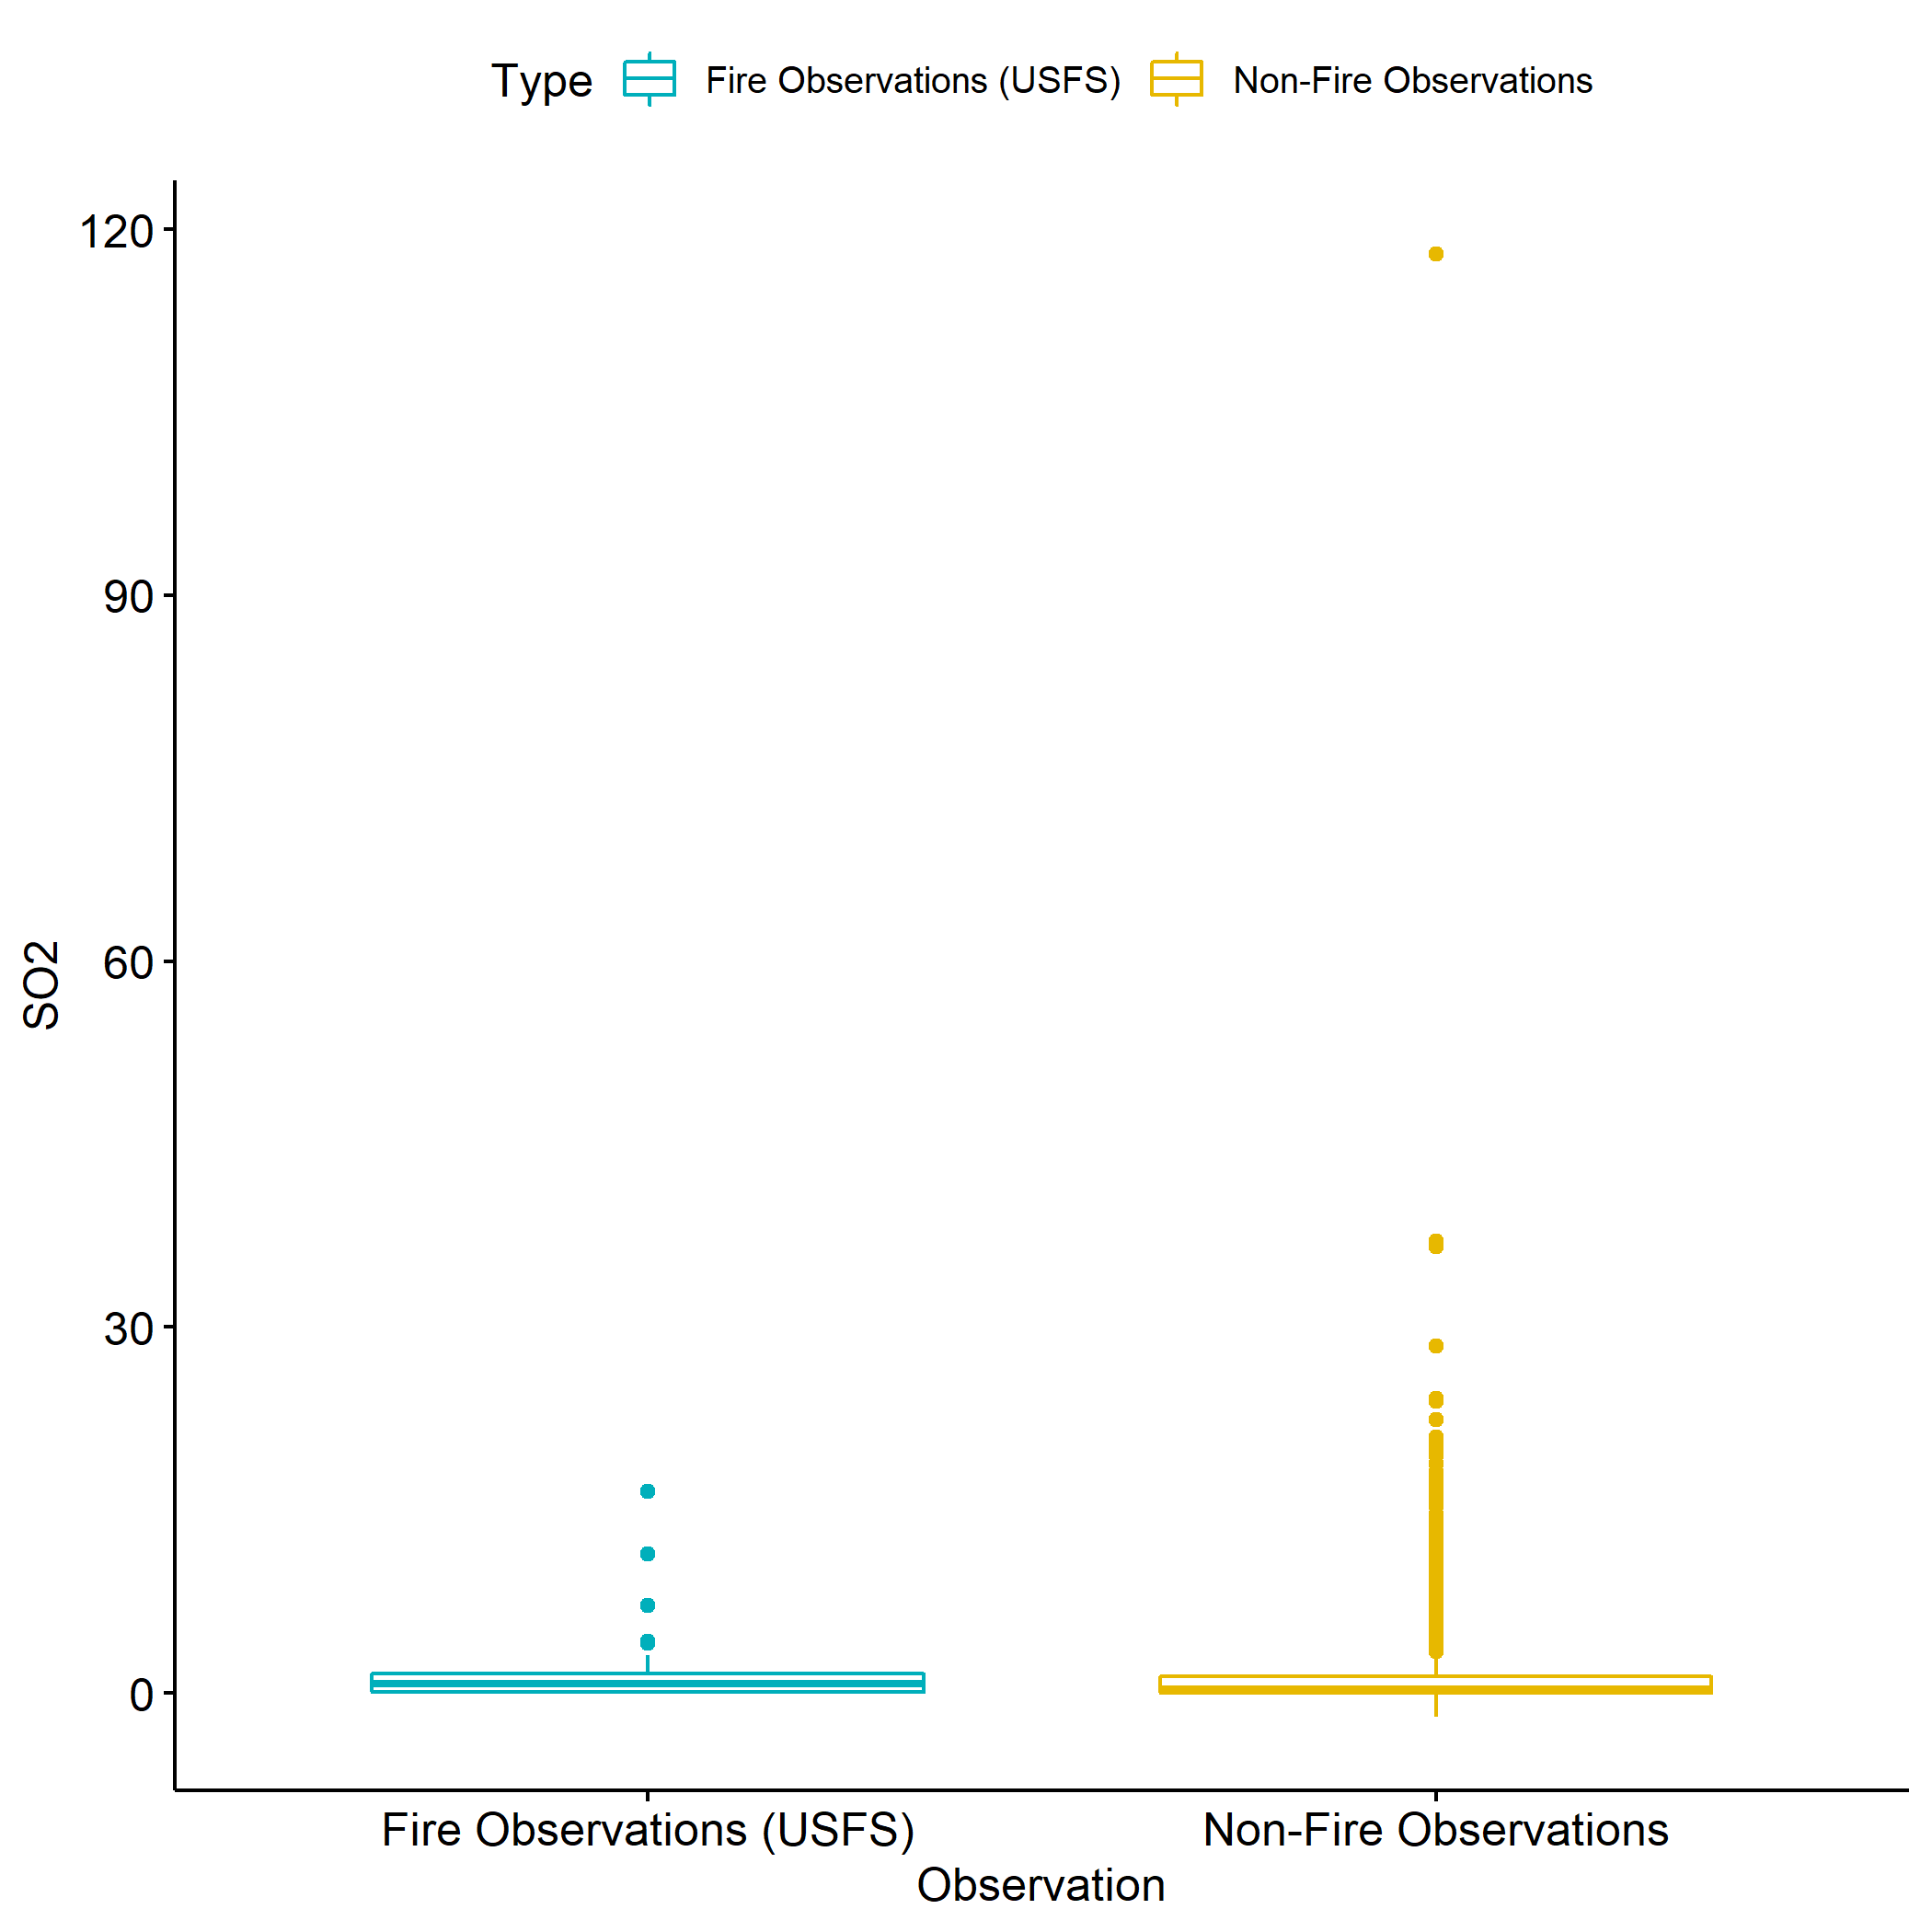 Type Fire Observations (USFS) Non-Fire Observations
120
90
60
30
0
SO2
Fire Observations (USFS) Non-Fire Observations
Observation